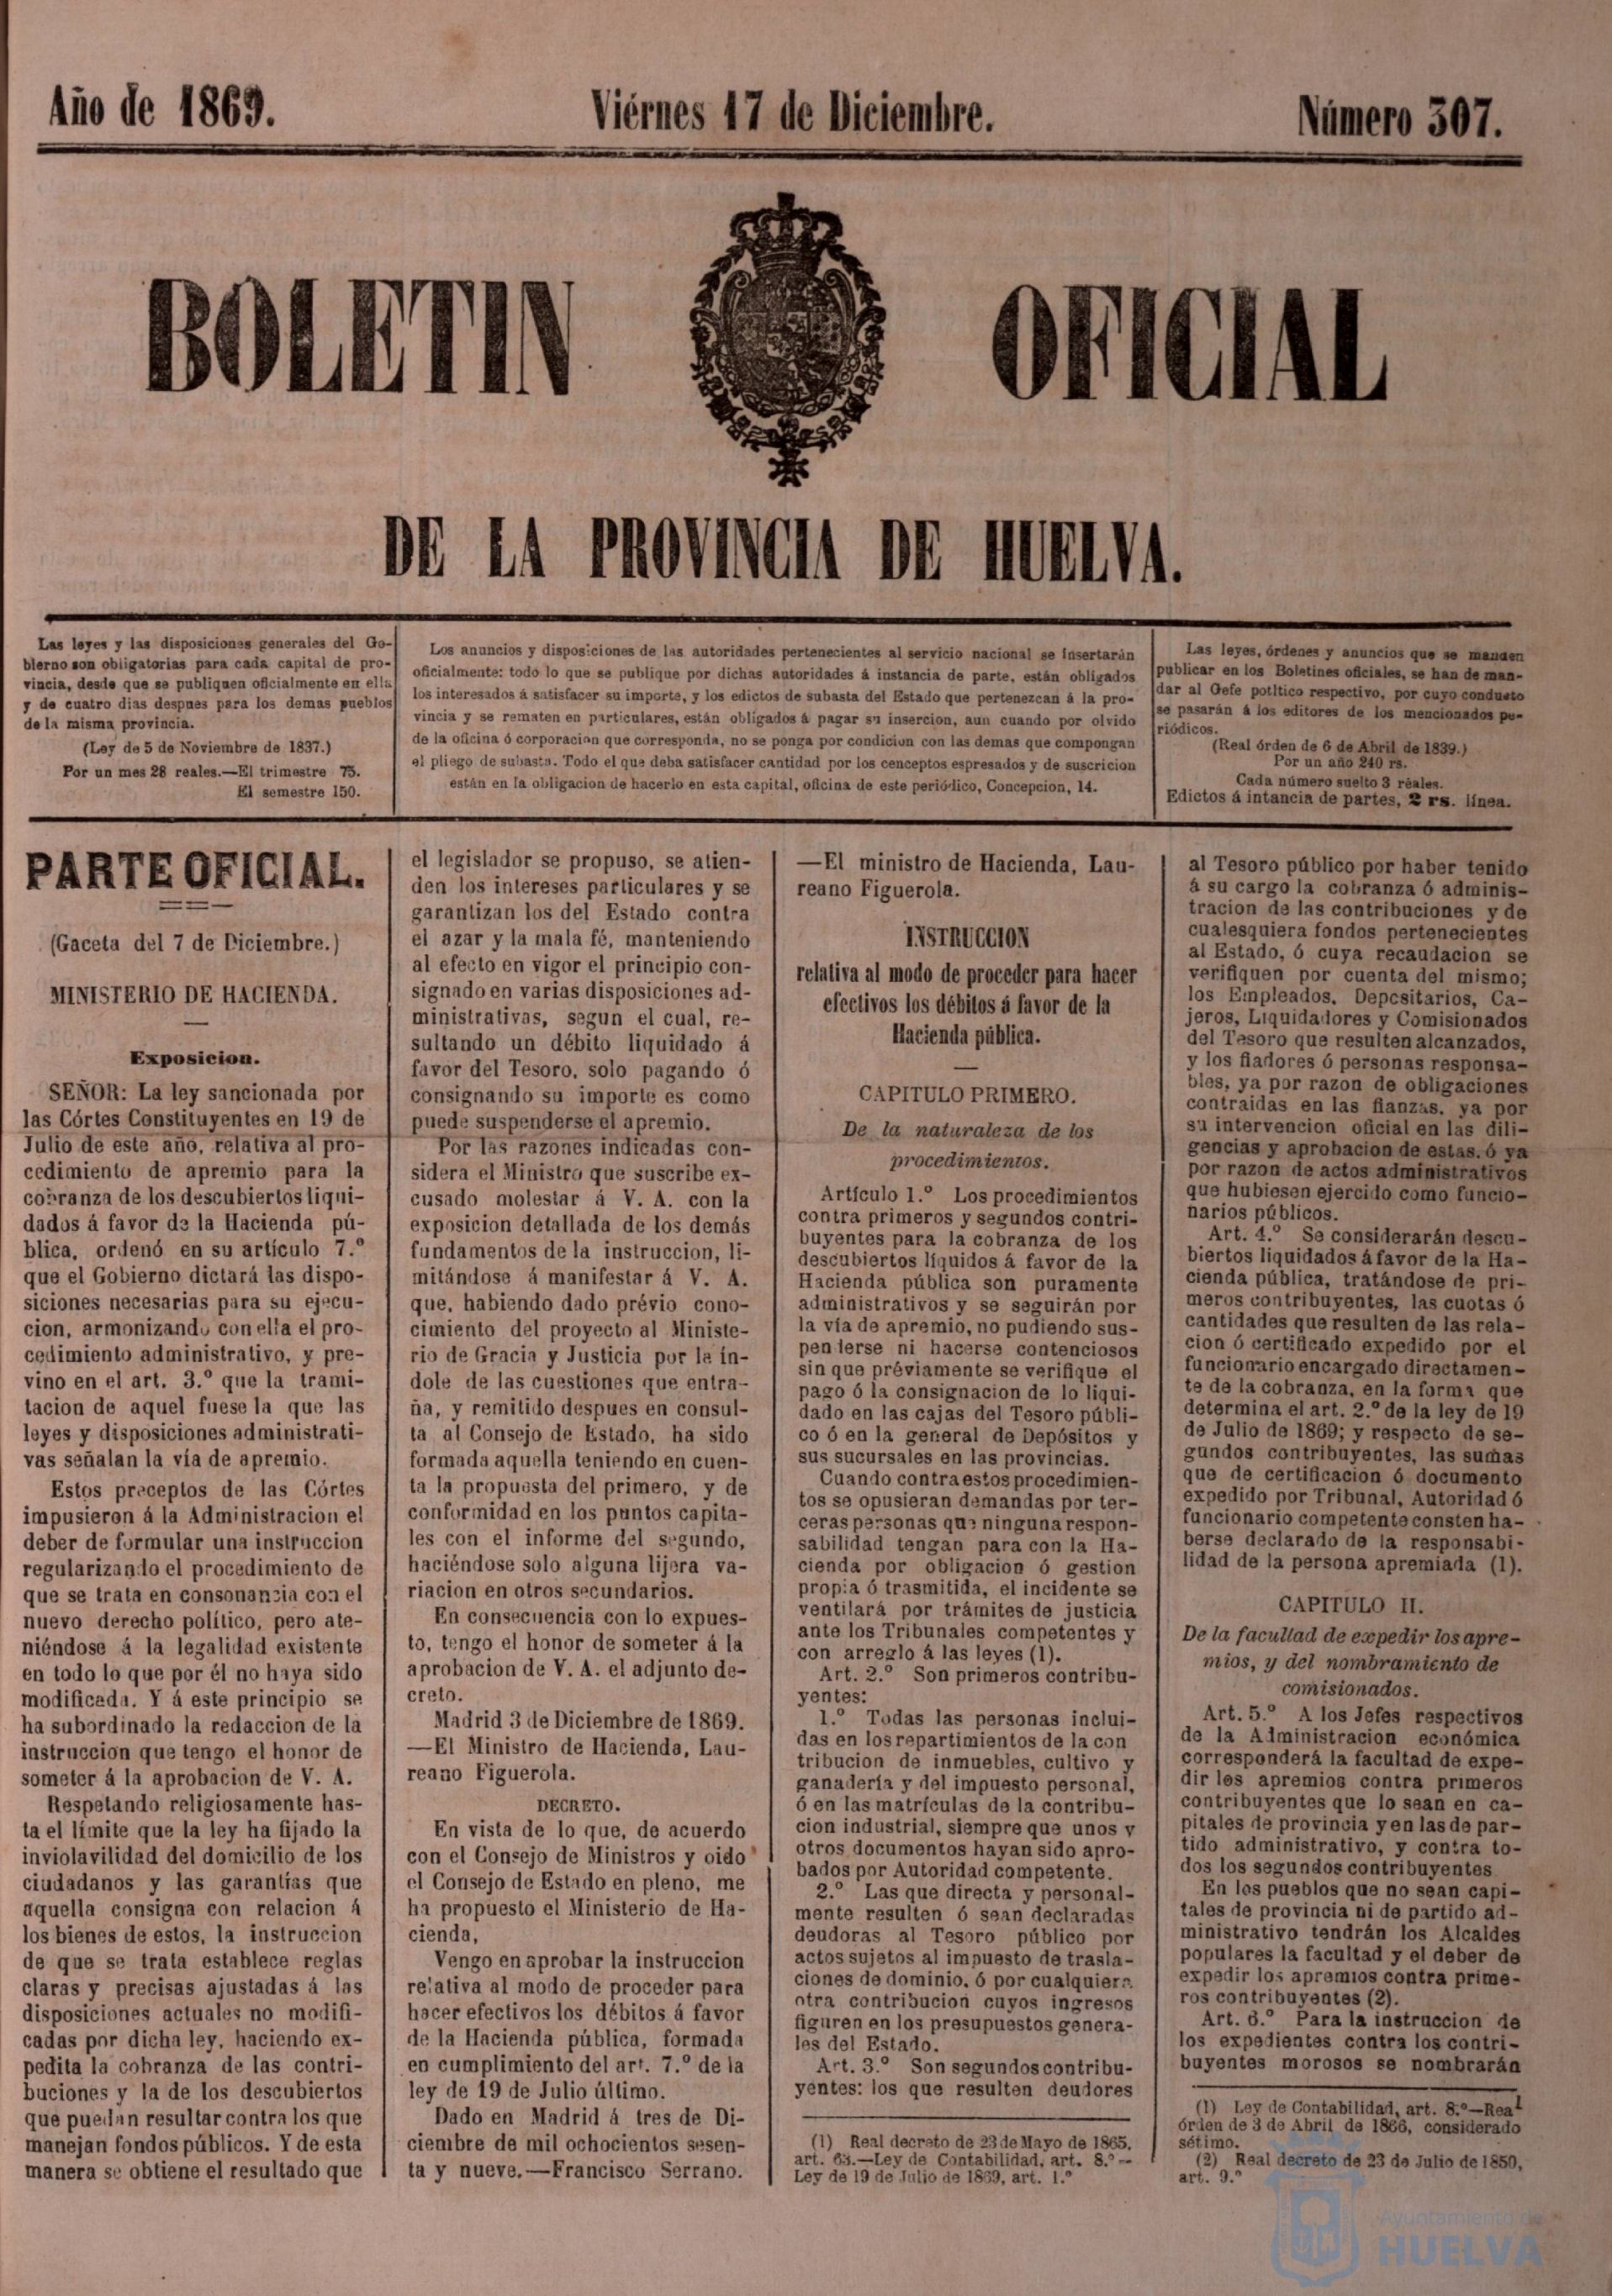 Año de 1869.
Viérnes 17 de Diciembre.
Número 307.
BOLETIN OFICIAL
DE LA PROVINCIA DE HUELVA.
Las leyes y las disposiciones generales del Go-
bierno son obligatorias para cada capital de pro-
vincia, desde que se publiquen oficialmente en ella
y de cuatro dias despues para los demas pueblos
de la misma provincia.
(Ley de 5 de Noviembre de 1837.)
Por un mes 28 reales.—El trimestre 75.
El semestre 150.
Los anuncios y disposiciones de las autoridades pertenecientes al servicio nacional se insertarán
oficialmente: todo lo que se publique por dichas autoridades á instancia de parte, están obligados
los interesados á satisfacer su importe, y los edictos de subasta del Estado que pertenezcan á la pro-
vincia y se rematen en particulares, están obligados á pagar su insercion, aun cuando por olvido
de la oficina ó corporacion que corresponda, no se ponga por condicion con las demas que compongan
el pliego de subasta. Todo el que deba satisfacer cantidad por los cenceptos espresados y de suscricion
están en la obligacion de hacerlo en esta capital, oficina de este periódico, Concepcion, 14.
Las leyes, órdenes y anuncios que se manden
publicar en los Boletines oficiales, se han de man-
dar al Gefe potltico respectivo, por cuyo conducto
se pasarán á los editores de los mencionados pe-
riódicos.
(Real órden de 6 de Abril de 1839.)
Por un año 240 rs.
Cada número suelto 3 reales.
Edictos á intancia de partes, 2 rs. línea.
PARTE OFICIAL.
(Gaceta del 7 de Diciembre.)
MINISTERIO DE HACIENDA.
Exposicion.
SEÑOR: La ley sancionada por
las Córtes Constituyentes en 19 de
Julio de este año, relativa al pro-
cedimiento de apremio para la
cobranza de los descubiertos liqui-
dados á favor de la Hacienda pú-
blica, ordenó en su artículo 7.º
que el Gobierno dictará las dispo-
siciones necesarias para su ejecu-
cion, armonizando con ella el pro-
cedimiento administrativo, y pre-
vino en el art. 3.º que la trami-
tacion de aquel fuese la que las
leyes y disposiciones administrati-
vas señalan la vía de apremio.
Estos preceptos de las Córtes
impusieron á la Administracion el
deber de formular una instruccion
regularizando el procedimiento de
que se trata en consonancia con el
nuevo derecho político, pero ate-
niéndose á la legalidad existente
en todo lo que por él no haya sido
modificada. Y á este principio se
ha subordinado la redaccion de la
instruccion que tengo el honor de
someter á la aprobacion de V. A.
Respetando religiosamente has-
ta el límite que la ley ha fijado la
inviolavilidad del domicilio de los
ciudadanos y las garantías que
aquella consigna con relacion á
los bienes de estos, la instruccion
de que se trata establece reglas
claras y precisas ajustadas á las
disposiciones actuales no modifi-
cadas por dicha ley, haciendo ex-
pedita la cobranza de las contri-
buciones y la de los descubiertos
que puedan resultar contra los que
manejan fondos públicos. Y de esta
manera se obtiene el resultado que
el legislador se propuso, se atien-
den los intereses particulares y se
garantizan los del Estado contra
el azar y la mala fé, manteniendo
al efecto en vigor el principio con-
signado en varias disposiciones ad-
ministrativas, segun el cual, re-
sultando un débito liquidado á
favor del Tesoro, solo pagando ó
consignando su importe es como
puede suspenderse el apremio.
Por las razones indicadas con-
sidera el Ministro que suscribe ex-
cusado molestar á V. A. con la
exposicion detallada de los demás
fundamentos de la instruccion, li-
mitándose á manifestar á V. A.
que, habiendo dado prévio cono-
cimiento del proyecto al Ministe-
rio de Gracia y Justicia por la ín-
dole de las cuestiones que entra-
ña, y remitido despues en consul-
ta al Consejo de Estado, ha sido
formada aquella teniendo en cuen-
ta la propuesta del primero, y de
conformidad en los puntos capita-
les con el informe del segundo,
haciéndose solo alguna lijera va-
riacion en otros secundarios.
En consecuencia con lo expues-
to, tengo el honor de someter á la
aprobacion de V. A. el adjunto de-
creto.
Madrid 3 de Diciembre de 1869.
—El Ministro de Hacienda, Lau-
reano Figuerola.
DECRETO.
En vista de lo que, de acuerdo
con el Consejo de Ministros y oido
el Consejo de Estado en pleno, me
ha propuesto el Ministerio de Ha-
cienda,
Vengo en aprobar la instruccion
relativa al modo de proceder para
hacer efectivos los débitos á favor
de la Hacienda pública, formada
en cumplimiento del art. 7.º de la
ley de 19 de Julio último.
Dado en Madrid á tres de Di-
ciembre de mil ochocientos sesen-
ta y nueve.—Francisco Serrano.
—El ministro de Hacienda, Lau-
reano Figuerola.
INSTRUCCION
relativa al modo de proceder para hacer
efectivos los débitos á favor de la
Hacienda pública.
CAPITULO PRIMERO.
De la naturaleza de los
procedimientos.
Artículo 1.º Los procedimientos
contra primeros y segundos contri-
buyentes para la cobranza de los
descubiertos líquidos á favor de la
Hacienda pública son puramente
administrativos y se seguirán por
la vía de apremio, no pudiendo sus-
penderse ni hacerse contenciosos
sin que préviamente se verifique el
pago ó la consignacion de lo liqui-
dado en las cajas del Tesoro públi-
co ó en la general de Depósitos y
sus sucursales en las provincias.
Cuando contra estos procedimien-
tos se opusieran demandas por ter-
ceras personas que ninguna respon-
sabilidad tengan para con la Ha-
cienda por obligacion ó gestion
propia ó trasmitida, el incidente se
ventilará por trámites de justicia
ante los Tribunales competentes y
con arreglo á las leyes (1).
Art. 2.º Son primeros contribu-
yentes:
1.º Todas las personas inclui-
das en los repartimientos de la con
tribucion de inmuebles, cultivo y
ganadería y del impuesto personal,
ó en las matrículas de la contribu-
cion industrial, siempre que unos y
otros documentos hayan sido apro-
bados por Autoridad competente.
2.º Las que directa y personal-
mente resulten ó sean declaradas
deudoras al Tesoro público por
actos sujetos al impuesto de trasla-
ciones de dominio, ó por cualquiera
otra contribucion cuyos ingresos
figuren en los presupuestos genera-
les del Estado.
Art. 3.º Son segundos contribu-
yentes: los que resulten deudores
(1) Real decreto de 23 de Mayo de 1865,
art. 63.—Ley de Contabilidad, art. 8.º—
Ley de 19 de Julio de 1869, art. 1.º
al Tesoro público por haber tenido
á su cargo la cobranza ó adminis-
tracion de las contribuciones y de
cualesquiera fondos pertenecientes
al Estado, ó cuya recaudacion se
verifiquen por cuenta del mismo;
los Empleados, Depositarios, Ca-
jeros, Liquidadores y Comisionados
del Tesoro que resulten alcanzados,
y los fiadores ó personas responsa-
bles, ya por razon de obligaciones
contraidas en las fianzas, ya por
su intervencion oficial en las dili-
gencias y aprobacion de estas, ó ya
por razon de actos administrativos
que hubiesen ejercido como funcio-
narios públicos.
Art. 4.º Se considerarán descu-
biertos liquidados á favor de la Ha-
cienda pública, tratándose de pri-
meros contribuyentes, las cuotas ó
cantidades que resulten de las rela-
cion ó certificado expedido por el
funcionario encargado directamen-
te de la cobranza, en la forma que
determina el art. 2.º de la ley de 19
de Julio de 1869; y respecto de se-
gundos contribuyentes, las sumas
que de certificacion ó documento
expedido por Tribunal, Autoridad ó
funcionario competente consten ha-
berse declarado de la responsabi-
lidad de la persona apremiada (1).
CAPITULO II.
De la facultad de expedir los apre-
mios, y del nombramiento de
comisionados.
Art. 5.º A los Jefes respectivos
de la Administracion económica
corresponderá la facultad de expe-
dir los apremios contra primeros
contribuyentes que lo sean en ca-
pitales de provincia y en las de par-
tido administrativo, y contra to-
dos los segundos contribuyentes
En los pueblos que no sean capi-
tales de provincia ni de partido ad-
ministrativo tendrán los Alcaldes
populares la facultad y el deber de
expedir los apremios contra prime-
ros contribuyentes (2).
Art. 6.º Para la instruccion de
los expedientes contra los contri-
buyentes morosos se nombrarán
(1) Ley de Contabilidad, art. 8.º—Real
órden de 3 de Abril de 1866, considerado
sétimo.
(2) Real decreto de 23 de Julio de 1850,
art. 9.º
Ayuntamiento de
HUELVA